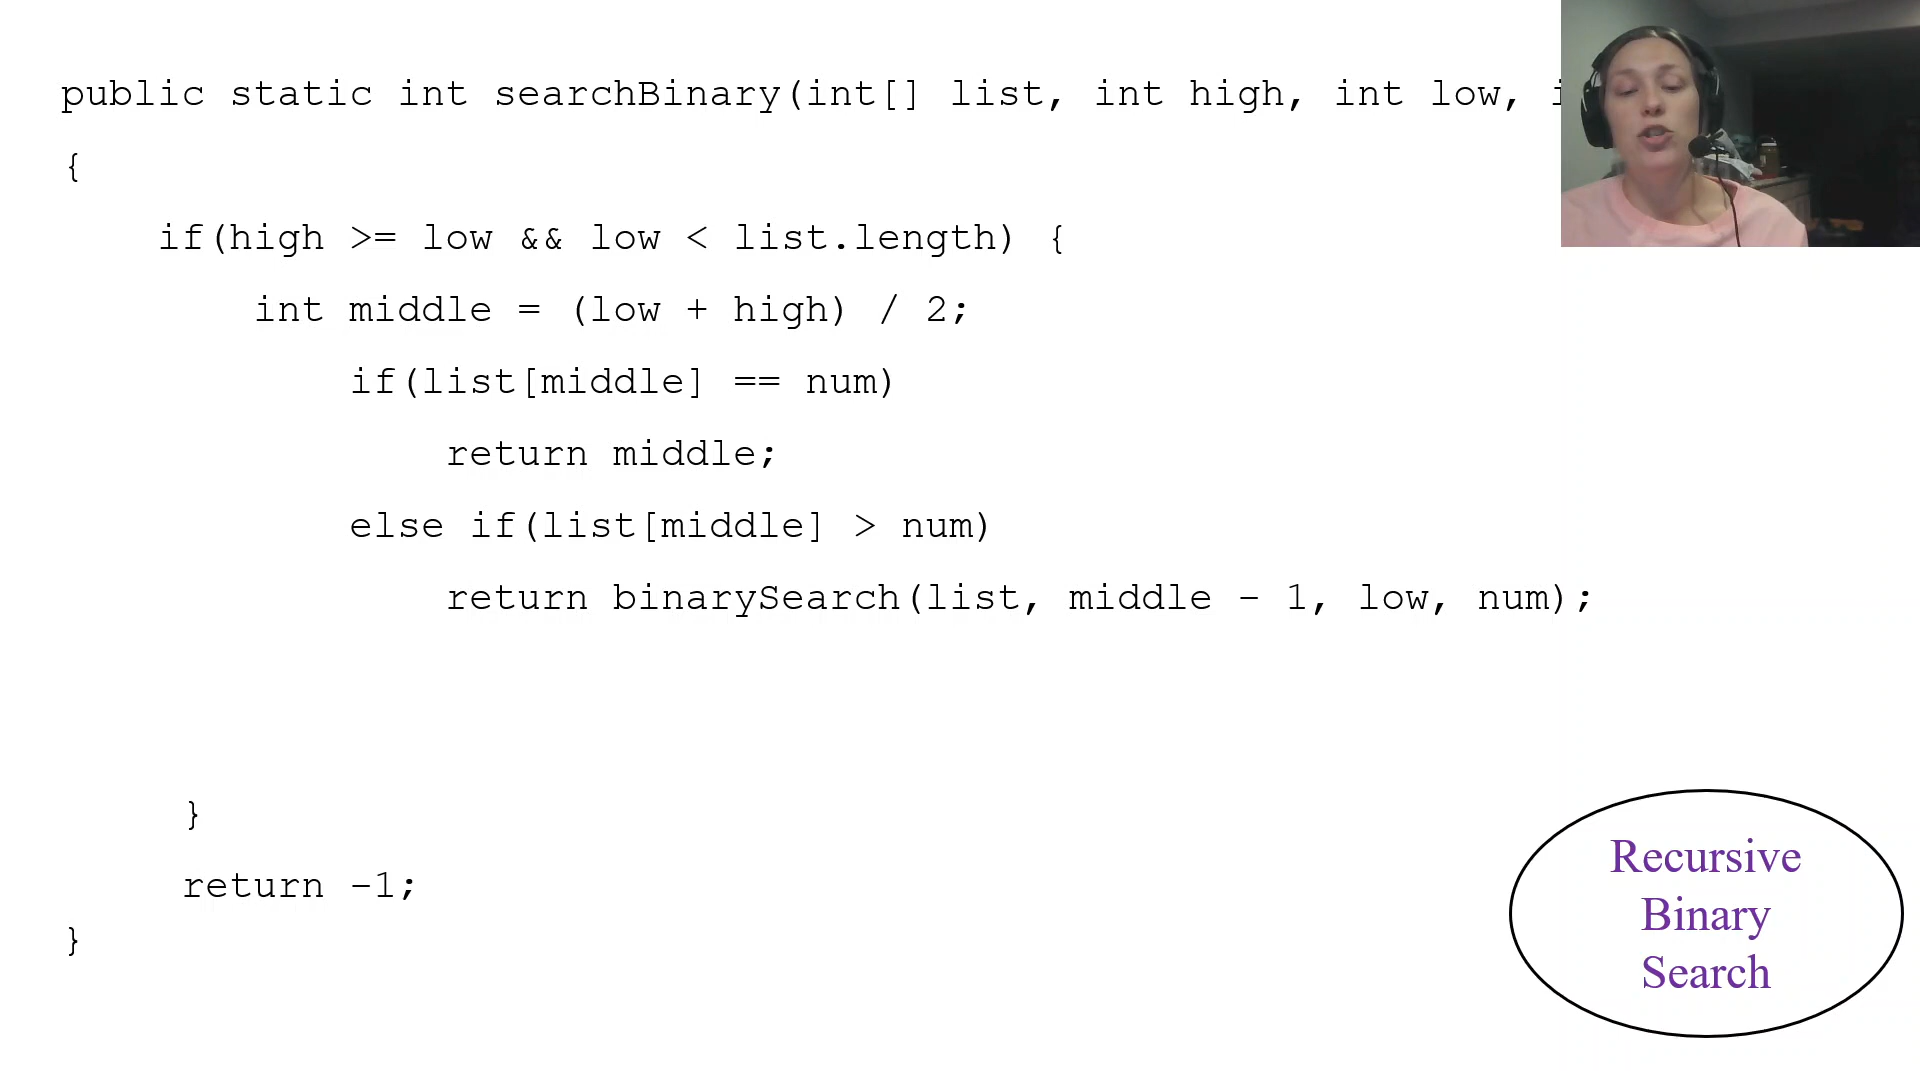 public static int searchBinary(int[] list, int high, int low,
{
if(high >= low && low < list.length) {
int middle = (low + high) / 2;
if(list[middle] == num)
return middle;
else if(list[middle] > num)
return binarySearch(list, middle - 1, low, num);
}
return -1;
}
Recursive
Binary
Search